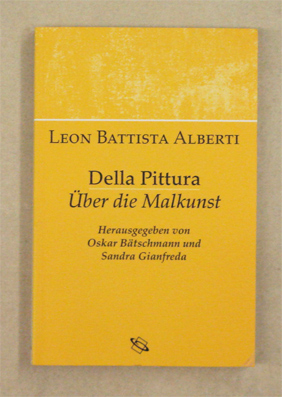 LEON BATTISTA ALBERTI
Della Pittura
Über die Malkunst
Herausgegeben von
Oskar Bätschmann und
Sandra Gianfreda